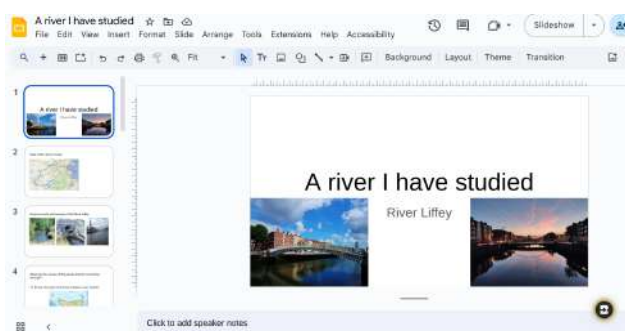 A river I have studied
File Edit View Insert Format Slide Arrange Tools Extensions Help Accessibility
Slideshow
Fit
Background Layout Theme Transition
1
A river I have studied
2
3
4
A river I have studied
River Liffey
Click to add speaker notes